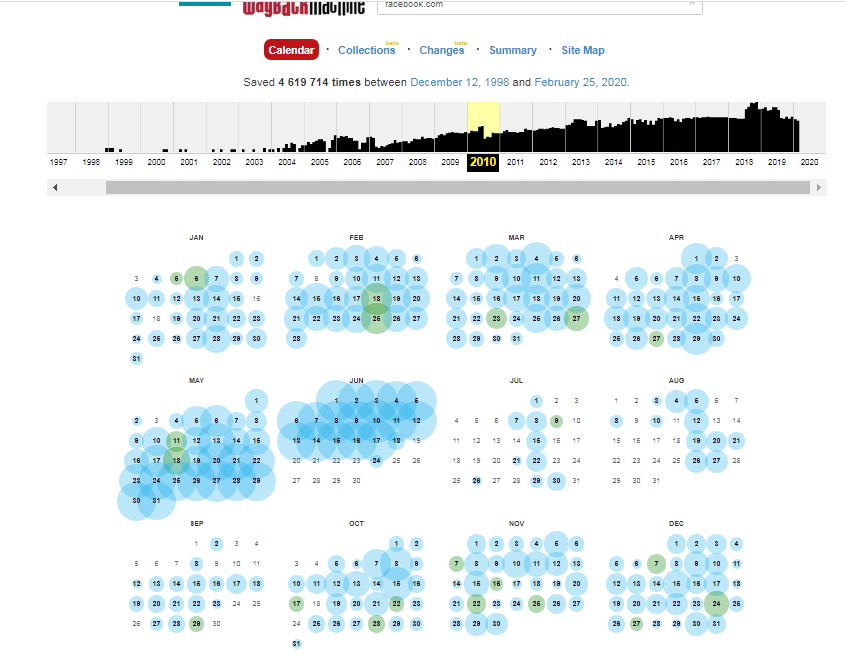 WayBackMachine
facebook.com
beta beta
Calendar · Collections · Changes · Summary · Site Map
Saved 4 619 714 times between December 12, 1998 and February 25, 2020.
1997 1998 1999 2000 2001 2002 2003 2004 2005 2006 2007 2008 2009 2010 2011 2012 2013 2014 2015 2016 2017 2018 2019 2020
JAN FEB MAR APR
1 2 1 2 3 4 5 6 1 2 3 4 5 6 1 2 3
3 4 5 6 7 8 9 7 8 9 10 11 12 13 7 8 9 10 11 12 13 4 5 6 7 8 9 10
10 11 12 13 14 15 16 14 15 16 17 18 19 20 14 15 16 17 18 19 20 11 12 13 14 15 16 17
17 18 19 20 21 22 23 21 22 23 24 25 26 27 21 22 23 24 25 26 27 18 19 20 21 22 23 24
24 25 26 27 28 29 30 28 28 29 30 31 25 26 27 28 29 30
31
MAY JUN JUL AUG
1 1 2 3 4 5 1 2 3 1 2 3 4 5 6 7
2 3 4 5 6 7 8 6 7 8 9 10 11 12 4 5 6 7 8 9 10 8 9 10 11 12 13 14
9 10 11 12 13 14 15 13 14 15 16 17 18 19 11 12 13 14 15 16 17 15 16 17 18 19 20 21
16 17 18 19 20 21 22 20 21 22 23 24 25 26 18 19 20 21 22 23 24 22 23 24 25 26 27 28
23 24 25 26 27 28 29 27 28 29 30 25 26 27 28 29 30 31 29 30 31
30 31
SEP OCT NOV DEC
1 2 3 4 1 2 1 2 3 4 5 6 1 2 3 4
5 6 7 8 9 10 11 3 4 5 6 7 8 9 7 8 9 10 11 12 13 5 6 7 8 9 10 11
12 13 14 15 16 17 18 10 11 12 13 14 15 16 14 15 16 17 18 19 20 12 13 14 15 16 17 18
19 20 21 22 23 24 25 17 18 19 20 21 22 23 21 22 23 24 25 26 27 19 20 21 22 23 24 25
26 27 28 29 30 24 25 26 27 28 29 30 28 29 30 26 27 28 29 30 31
31